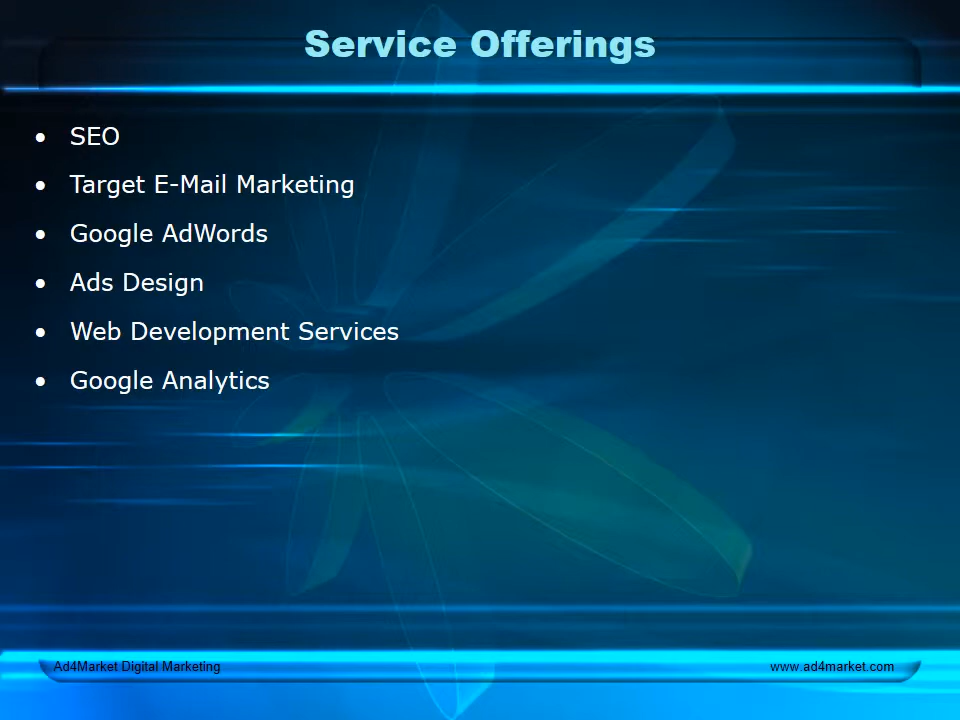 Service Offerings
• SEO
• Target E-Mail Marketing
• Google AdWords
• Ads Design
• Web Development Services
• Google Analytics
Ad4Market Digital Marketing
www.ad4market.com